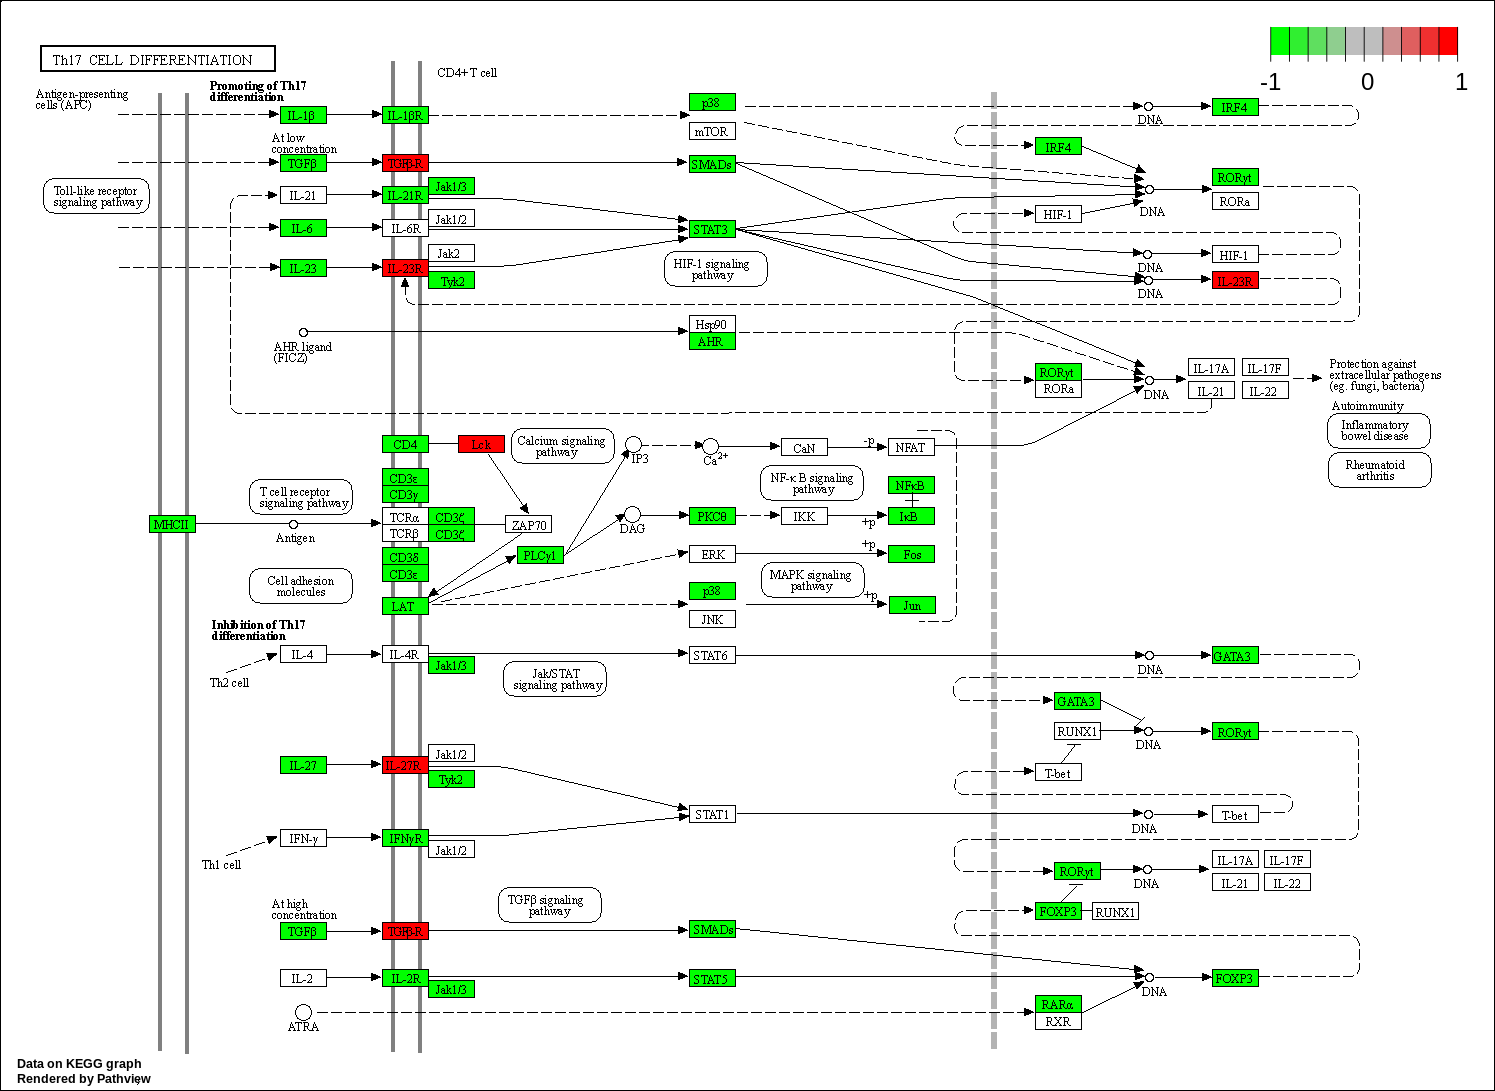 Th17 CELL DIFFERENTIATION
-1
0
1
Antigen-presenting
cells (APC)
Promoting of Th17
differentiation
CD4+T cell
IL-1β
IL-1βR
p38
mTOR
DNA
IRF4
At low
concentration
IRF4
TGFβ
TGFβ-R
SMADs
Toll-like receptor
signaling pathway
IL-21
IL-21R
Jak1/3
RORγt
RORa
DNA
IL-6
IL-6R
Jak1/2
STAT3
HIF-1
IL-23
IL-23R
Jak2
Tyk2
HIF-1 signaling
pathway
DNA
HIF-1
DNA
IL-23R
AHR ligand
(FICZ)
Hsp90
AHR
RORγt
RORa
DNA
IL-17A
IL-17F
IL-21
IL-22
Protection against
extracellular pathogens
(eg. fungi, bacteria)
Autoimmunity
Inflammatory
bowel disease
Rheumatoid
arthritis
CD4
Lck
Calcium signaling
pathway
IP3
Ca2+
CaN
-p
NFAT
CD3ε
CD3γ
T cell receptor
signaling pathway
NF-κ B signaling
pathway
NFκB
MHCII
Antigen
TCRα
TCRβ
CD3ζ
CD3ζ
ZAP70
DAG
PKCθ
IKK
+p
IκB
CD3δ
CD3ε
PLCγ1
ERK
+p
Fos
Cell adhesion
molecules
LAT
MAPK signaling
pathway
p38
JNK
+p
Jun
Inhibition of Th17
differentiation
IL-4
IL-4R
Jak1/3
STAT6
DNA
GATA3
Th2 cell
Jak/STAT
signaling pathway
GATA3
RUNX1
DNA
RORγt
T-bet
IL-27
IL-27R
Jak1/2
Tyk2
STAT1
DNA
T-bet
IFN-γ
IFNγR
Jak1/2
Th1 cell
RORγt
DNA
IL-17A
IL-17F
IL-21
IL-22
TGFβ signaling
pathway
At high
concentration
FOXP3
RUNX1
TGFβ
TGFβ-R
SMADs
IL-2
IL-2R
Jak1/3
STAT5
DNA
FOXP3
ATRA
RARα
RXR
Data on KEGG graph
Rendered by Pathview